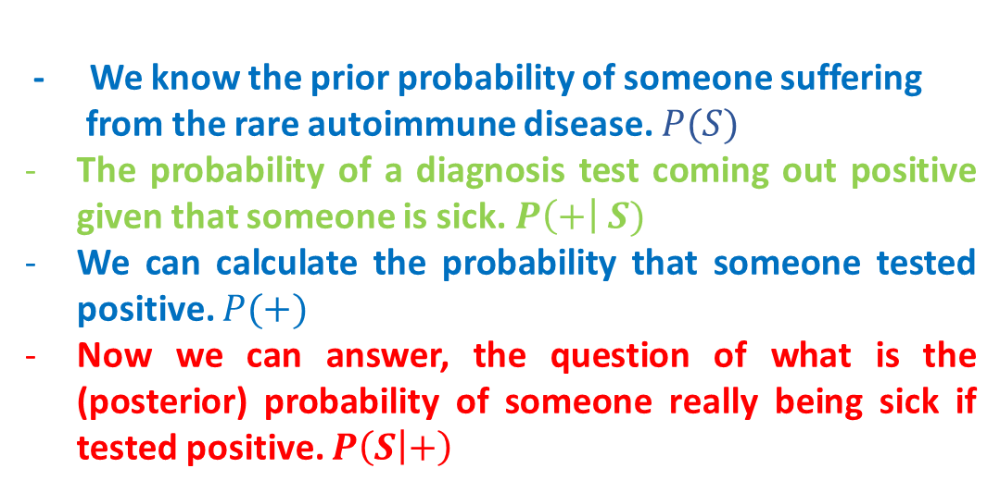 - We know the prior probability of someone suffering
from the rare autoimmune disease. P(S)
- The probability of a diagnosis test coming out positive
given that someone is sick. P(+| S)
- We can calculate the probability that someone tested
positive. P(+)
- Now we can answer, the question of what is the
(posterior) probability of someone really being sick if
tested positive. P(S|+)